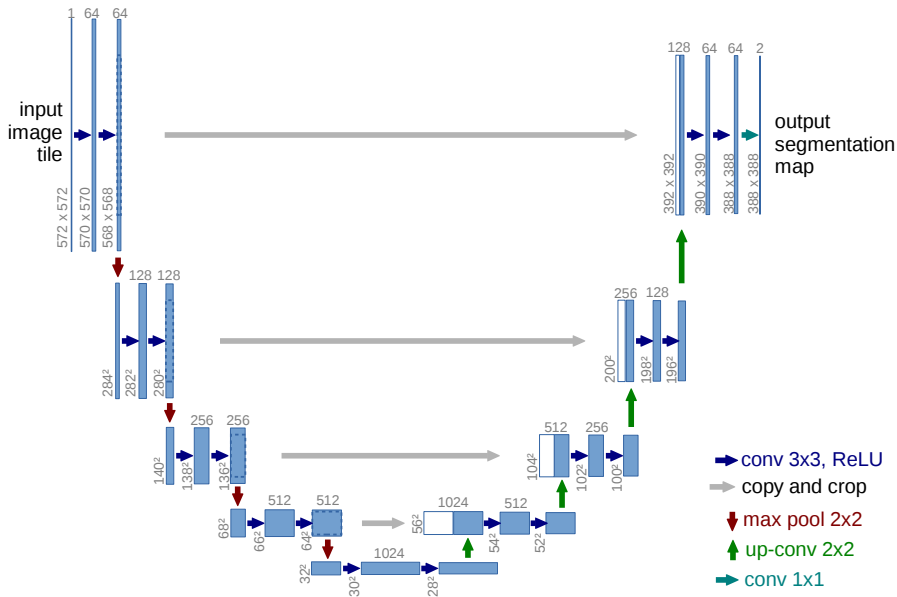 1 64 64
input
image
tile
572 x 572
570 x 570
568 x 568
128 64 64 2
output
segmentation
map
392 x 392
390 x 390
388 x 388
388 x 388
128 128
284²
282²
280²
256 128
200²
198²
196²
256 256
140²
138²
136²
512 256
104²
102²
100²
512 512
68²
66²
64²
1024 512
56²
54²
52²
1024
32²
30²
28²
conv 3x3, ReLU
copy and crop
max pool 2x2
up-conv 2x2
conv 1x1